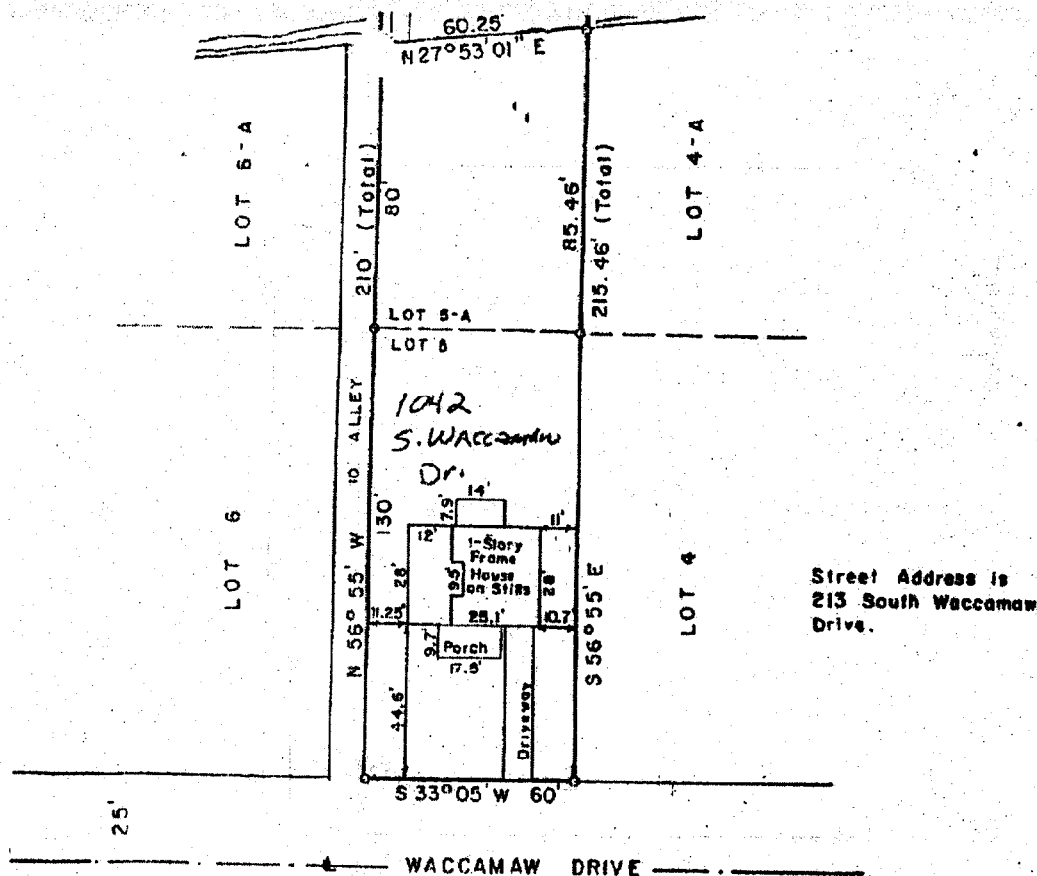 60.25'
N 27° 53' 01" E
LOT 6-A
210' (Total)
80'
85.46'
215.46' (Total)
LOT 4-A
LOT 5-A
LOT 5
10' ALLEY
1042
S. Waccamaw
Dr.
14'
7.9'
11'
12'
130'
1-Story
Frame
House
on Stilts
9.5'
28'
28'
LOT 6
LOT 4
Street Address is
213 South Waccamaw
Drive.
11.25'
25.1'
10.7'
N 56° 55' W
S 56° 55' E
9.7'
Porch
17.5'
44.6'
Driveway
S 33° 05' W 60'
25'
WACCAMAW DRIVE